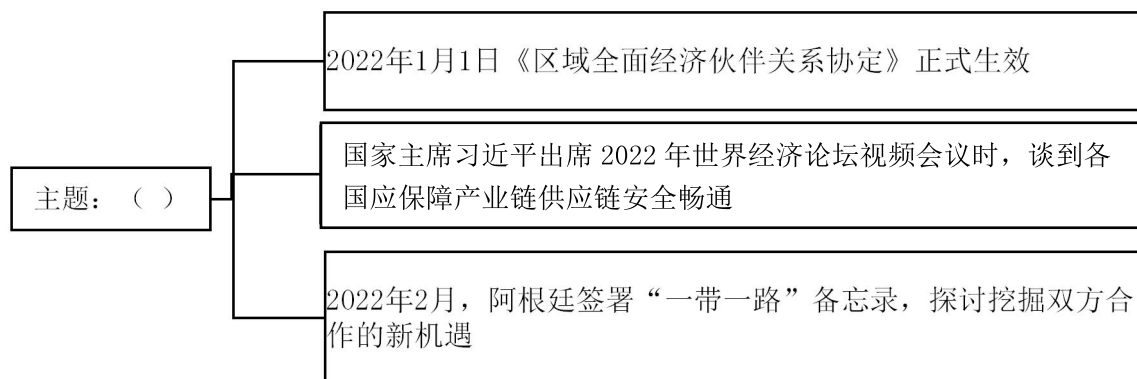 2022年1月1日《区域全面经济伙伴关系协定》正式生效
国家主席习近平出席 2022 年世界经济论坛视频会议时，谈到各
国应保障产业链供应链安全畅通
主题：（ ）
2022年2月，阿根廷签署“一带一路”备忘录，探讨挖掘双方合
作的新机遇